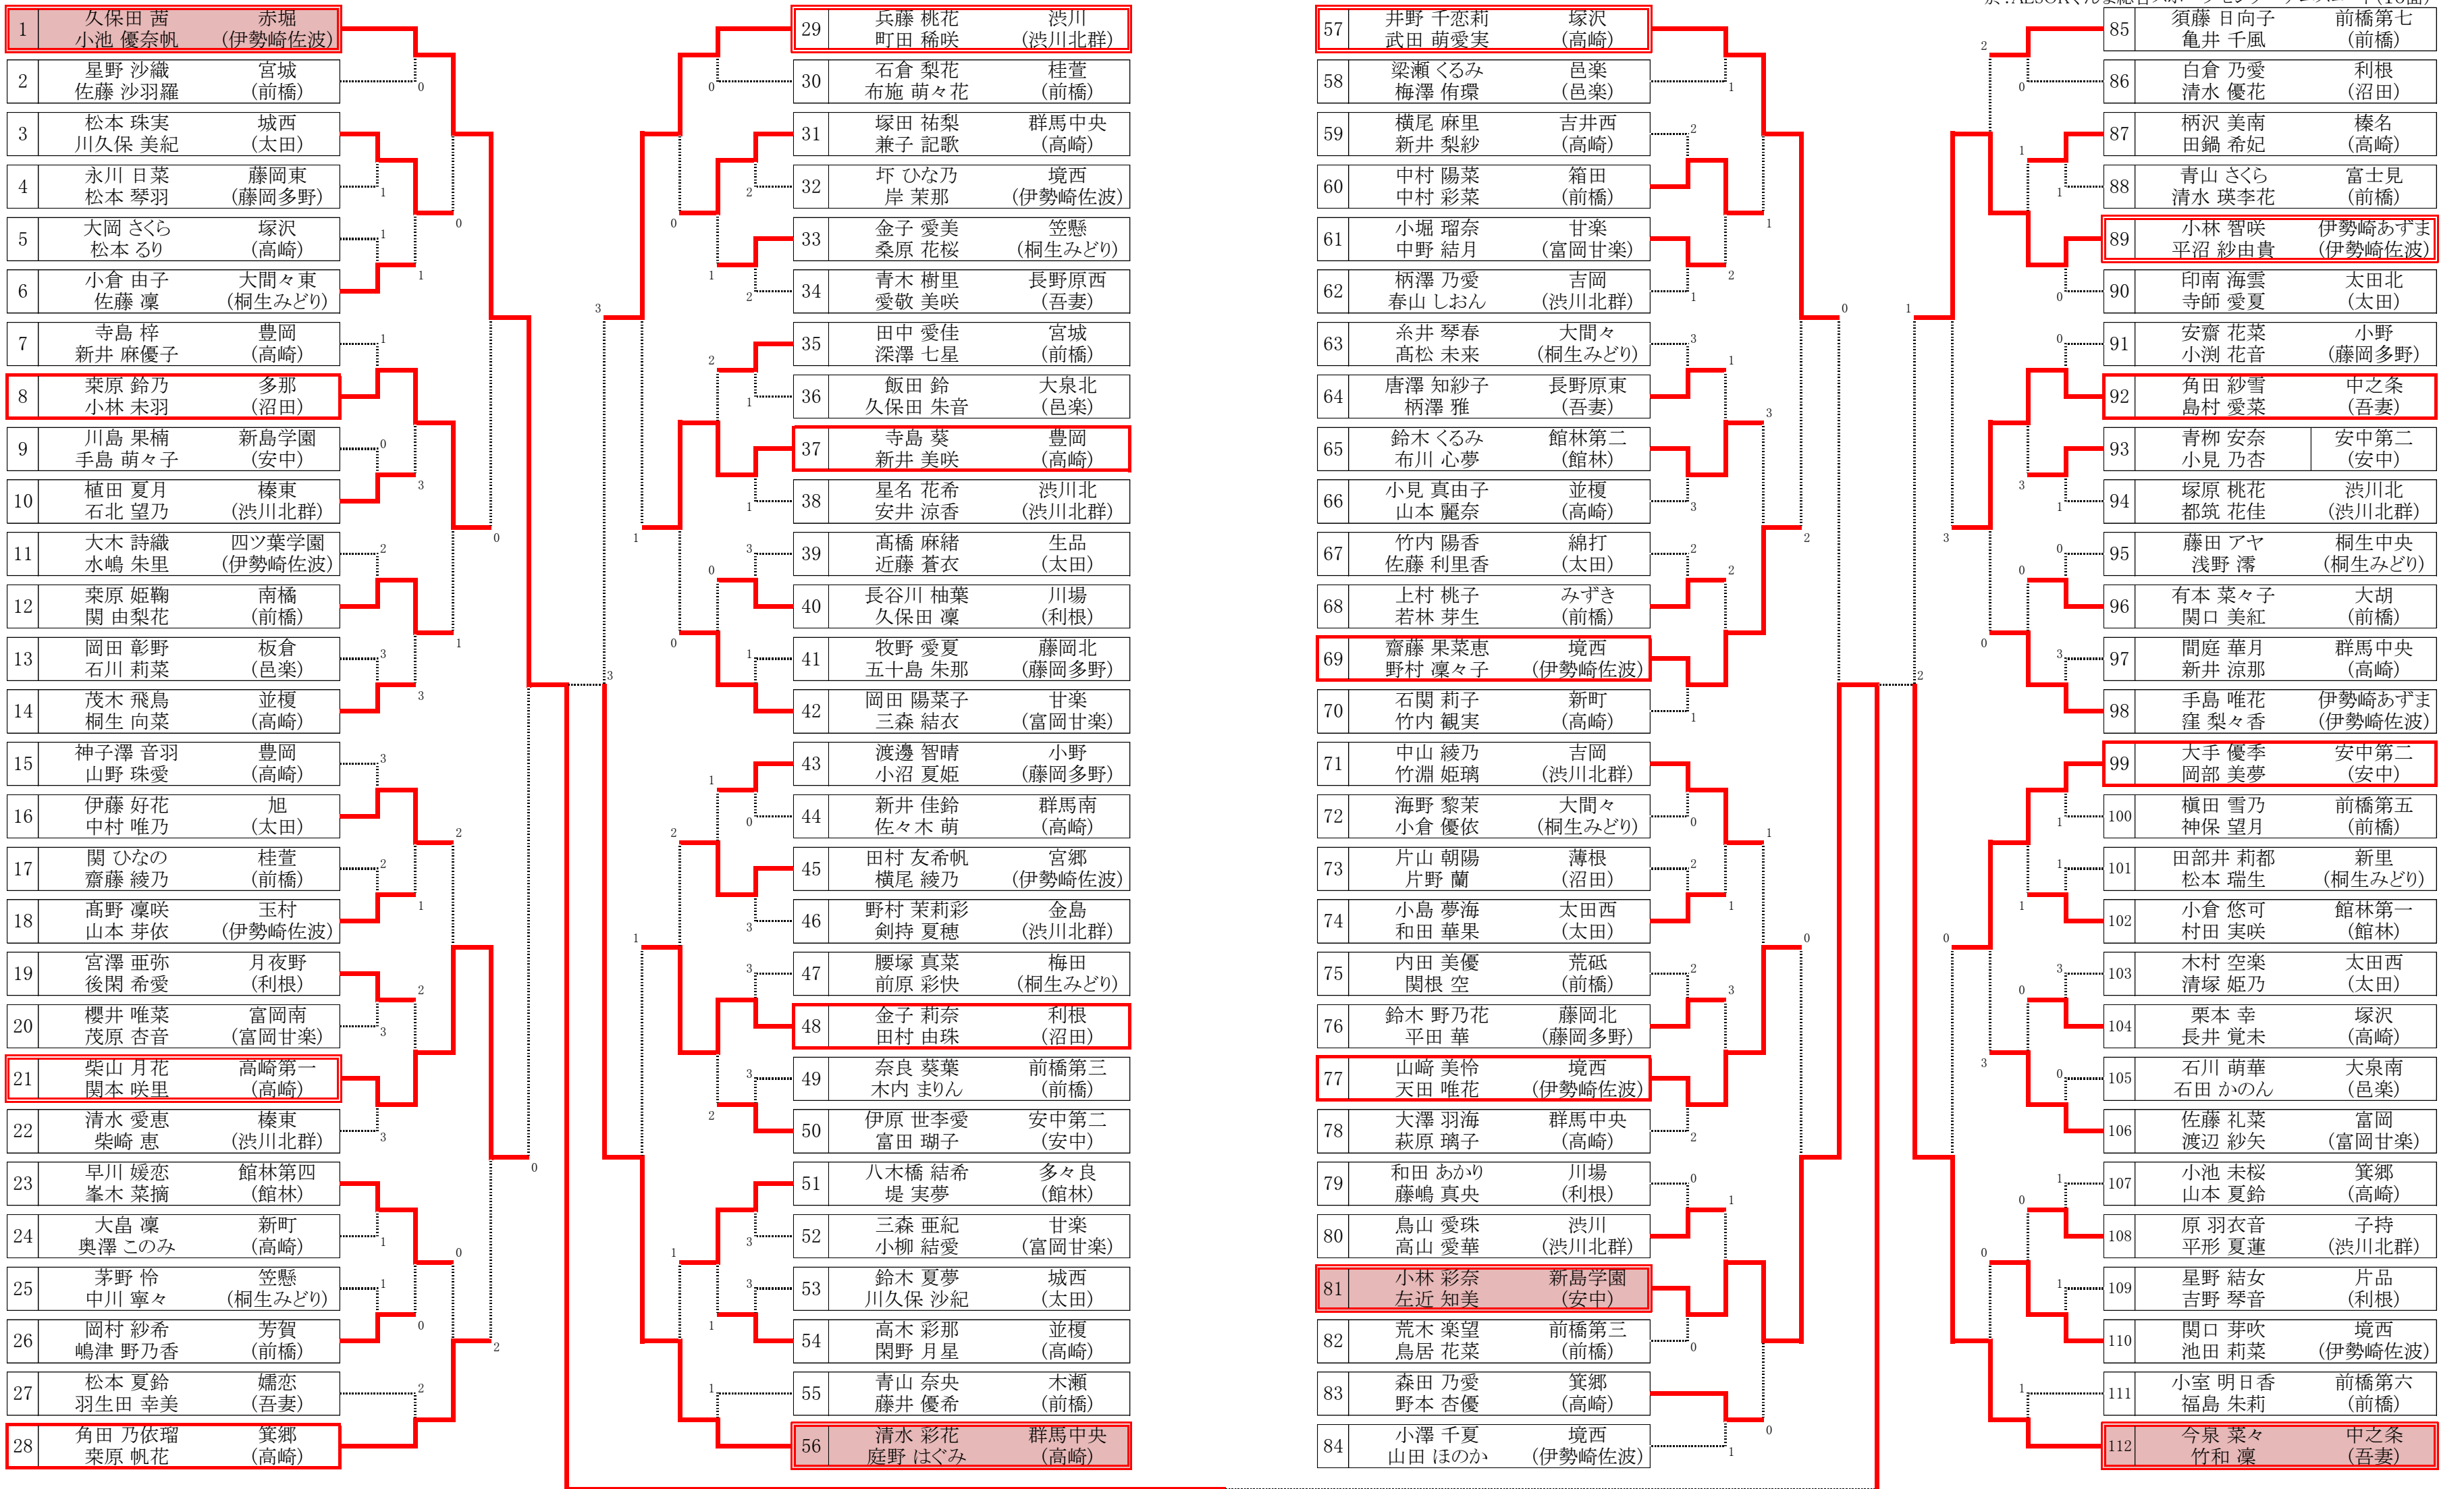 1 久保田 茜 赤堀
小池 優奈帆 (伊勢崎佐波)
2 星野 沙織 宮城
佐藤 沙羽羅 (前橋)
3 松本 珠実 城西
川久保 美紀 (太田)
4 永川 日菜 藤岡東
松本 琴羽 (藤岡多野)
5 大岡 さくら 塚沢
松本 るり (高崎)
6 小倉 由子 大間々東
佐藤 凜 (桐生みどり)
7 寺島 梓 豊岡
新井 麻優子 (高崎)
8 桒原 鈴乃 多那
小林 未羽 (沼田)
9 川島 果楠 新島学園
手島 萌々子 (安中)
10 植田 夏月 榛東
石北 望乃 (渋川北群)
11 大木 詩織 四ツ葉学園
水嶋 朱里 (伊勢崎佐波)
12 桒原 姫鞠 南橘
関 由梨花 (前橋)
13 岡田 彰野 板倉
石川 莉菜 (邑楽)
14 茂木 飛鳥 並榎
桐生 向菜 (高崎)
15 神子澤 音羽 豊岡
山野 珠愛 (高崎)
16 伊藤 好花 旭
中村 唯乃 (太田)
17 関 ひなの 桂萱
齋藤 綾乃 (前橋)
18 髙野 凜咲 玉村
山本 芽依 (伊勢崎佐波)
19 宮澤 亜弥 月夜野
後閑 希愛 (利根)
20 櫻井 唯菜 富岡南
茂原 杏音 (富岡甘楽)
21 柴山 月花 高崎第一
関本 咲里 (高崎)
22 清水 愛恵 榛東
柴崎 恵 (渋川北群)
23 早川 媛恋 館林第四
峯木 菜摘 (館林)
24 大畠 凜 新町
奥澤 このみ (高崎)
25 茅野 怜 笠懸
中川 寧々 (桐生みどり)
26 岡村 紗希 芳賀
嶋津 野乃香 (前橋)
27 松本 夏鈴 嬬恋
羽生田 幸美 (吾妻)
28 角田 乃依瑠 箕郷
桒原 帆花 (高崎)
29 兵藤 桃花 渋川
町田 稀咲 (渋川北群)
30 石倉 梨花 桂萱
布施 萌々花 (前橋)
31 塚田 祐梨 群馬中央
兼子 記歌 (高崎)
32 圷 ひな乃 境西
岸 茉那 (伊勢崎佐波)
33 金子 愛美 笠懸
桑原 花桜 (桐生みどり)
34 青木 樹里 長野原西
愛敬 美咲 (吾妻)
35 田中 愛佳 宮城
深澤 七星 (前橋)
36 飯田 鈴 大泉北
久保田 朱音 (邑楽)
37 寺島 葵 豊岡
新井 美咲 (高崎)
38 星名 花希 渋川北
安井 涼香 (渋川北群)
39 髙橋 麻緒 生品
近藤 蒼衣 (太田)
40 長谷川 柚葉 川場
久保田 凜 (利根)
41 牧野 愛夏 藤岡北
五十島 朱那 (藤岡多野)
42 岡田 陽菜子 甘楽
三森 結衣 (富岡甘楽)
43 渡邊 智晴 小野
小沼 夏姫 (藤岡多野)
44 新井 佳鈴 群馬南
佐々木 萌 (高崎)
45 田村 友希帆 宮郷
横尾 綾乃 (伊勢崎佐波)
46 野村 茉莉彩 金島
剣持 夏穂 (渋川北群)
47 腰塚 真菜 梅田
前原 彩快 (桐生みどり)
48 金子 莉奈 利根
田村 由珠 (沼田)
49 奈良 葵葉 前橋第三
木内 まりん (前橋)
50 伊原 世李愛 安中第二
富田 瑚子 (安中)
51 八木橋 結希 多々良
堤 実夢 (館林)
52 三森 亜紀 甘楽
小柳 結愛 (富岡甘楽)
53 鈴木 夏夢 城西
川久保 沙紀 (太田)
54 高木 彩那 並榎
閑野 月星 (高崎)
55 青山 奈央 木瀬
藤井 優希 (前橋)
56 清水 彩花 群馬中央
庭野 はぐみ (高崎)
57 井野 千恋莉 塚沢
武田 萌愛実 (高崎)
58 梁瀬 くるみ 邑楽
梅澤 侑環 (邑楽)
59 横尾 麻里 吉井西
新井 梨紗 (高崎)
60 中村 陽菜 箱田
中村 彩菜 (前橋)
61 小堀 瑠奈 甘楽
中野 結月 (富岡甘楽)
62 柄澤 乃愛 吉岡
春山 しおん (渋川北群)
63 糸井 琴春 大間々
髙松 未来 (桐生みどり)
64 唐澤 知紗子 長野原東
柄澤 雅 (吾妻)
65 鈴木 くるみ 館林第二
布川 心夢 (館林)
66 小見 真由子 並榎
山本 麗奈 (高崎)
67 竹内 陽香 綿打
佐藤 利里香 (太田)
68 上村 桃子 みずき
若林 芽生 (前橋)
69 齋藤 果菜恵 境西
野村 凜々子 (伊勢崎佐波)
70 石関 莉子 新町
竹内 観実 (高崎)
71 中山 綾乃 吉岡
竹淵 姫璃 (渋川北群)
72 海野 黎茉 大間々
小倉 優依 (桐生みどり)
73 片山 朝陽 薄根
片野 蘭 (沼田)
74 小島 夢海 太田西
和田 華果 (太田)
75 内田 美優 荒砥
関根 空 (前橋)
76 鈴木 野乃花 藤岡北
平田 華 (藤岡多野)
77 山﨑 美怜 境西
天田 唯花 (伊勢崎佐波)
78 大澤 羽海 群馬中央
萩原 璃子 (高崎)
79 和田 あかり 川場
藤嶋 真央 (利根)
80 鳥山 愛珠 渋川
高山 愛華 (渋川北群)
81 小林 彩奈 新島学園
左近 知美 (安中)
82 荒木 楽望 前橋第三
鳥居 花菜 (前橋)
83 森田 乃愛 箕郷
野本 杏優 (高崎)
84 小澤 千夏 境西
山田 ほのか (伊勢崎佐波)
85 須藤 日向子 前橋第七
亀井 千風 (前橋)
86 白倉 乃愛 利根
清水 優花 (沼田)
87 柄沢 美南 榛名
田鍋 希妃 (高崎)
88 青山 さくら 富士見
清水 瑛李花 (前橋)
89 小林 智咲 伊勢崎あずま
平沼 紗由貴 (伊勢崎佐波)
90 印南 海雲 太田北
寺師 愛夏 (太田)
91 安齋 花菜 小野
小渕 花音 (藤岡多野)
92 角田 紗雪 中之条
島村 愛菜 (吾妻)
93 青栁 安奈 安中第二
小見 乃杏 (安中)
94 塚原 桃花 渋川北
都筑 花佳 (渋川北群)
95 藤田 アヤ 桐生中央
浅野 澪 (桐生みどり)
96 有本 菜々子 大胡
関口 美紅 (前橋)
97 間庭 華月 群馬中央
新井 涼那 (高崎)
98 手島 唯花 伊勢崎あずま
窪 梨々香 (伊勢崎佐波)
99 大手 優季 安中第二
岡部 美夢 (安中)
100 槇田 雪乃 前橋第五
神保 望月 (前橋)
101 田部井 莉都 新里
松本 瑞生 (桐生みどり)
102 小倉 悠可 館林第一
村田 実咲 (館林)
103 木村 空楽 太田西
清塚 姫乃 (太田)
104 栗本 幸 塚沢
長井 覚未 (高崎)
105 石川 萌華 大泉南
石田 かのん (邑楽)
106 佐藤 礼菜 富岡
渡辺 紗矢 (富岡甘楽)
107 小池 未桜 箕郷
山本 夏鈴 (高崎)
108 原 羽衣音 子持
平形 夏蓮 (渋川北群)
109 星野 結女 片品
吉野 琴音 (利根)
110 関口 芽吹 境西
池田 莉菜 (伊勢崎佐波)
111 小室 明日香 前橋第六
福島 朱莉 (前橋)
112 今泉 菜々 中之条
竹和 凜 (吾妻)